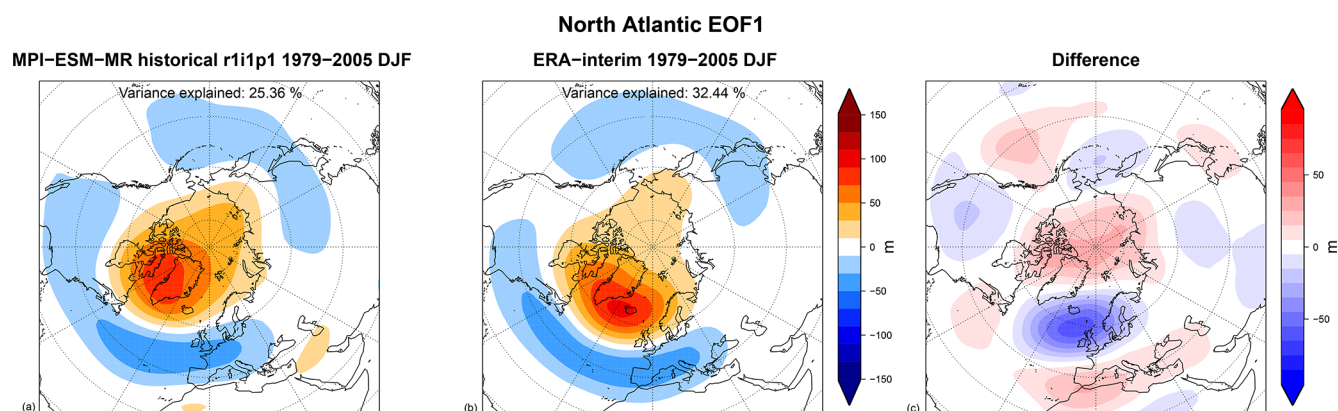 North Atlantic EOF1
MPI−ESM−MR historical r1i1p1 1979−2005 DJF
ERA−interim 1979−2005 DJF
Difference
Variance explained: 25.36 %
Variance explained: 32.44 %
150
100
50
0
−50
−100
−150
m
50
0
−50
m
(a)
(b)
(c)